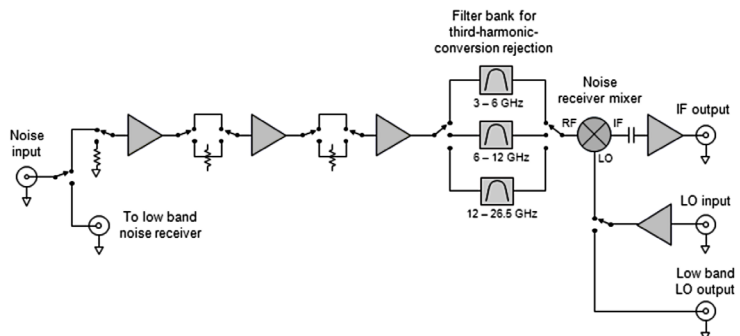 Filter bank for
third-harmonic-
conversion rejection
3 – 6 GHz
6 – 12 GHz
12 – 26.5 GHz
Noise
receiver mixer
RF
IF
LO
IF output
LO input
Low band
LO output
Noise
input
To low band
noise receiver